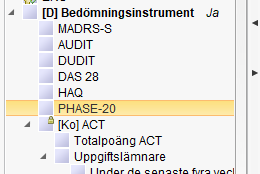 [D] Bedömningsinstrument Ja
MADRS-S
AUDIT
DUDIT
DAS 28
HAQ
PHASE-20
[Ko] ACT
Totalpoäng ACT
Uppgiftslämnare
Under de senaste fyra